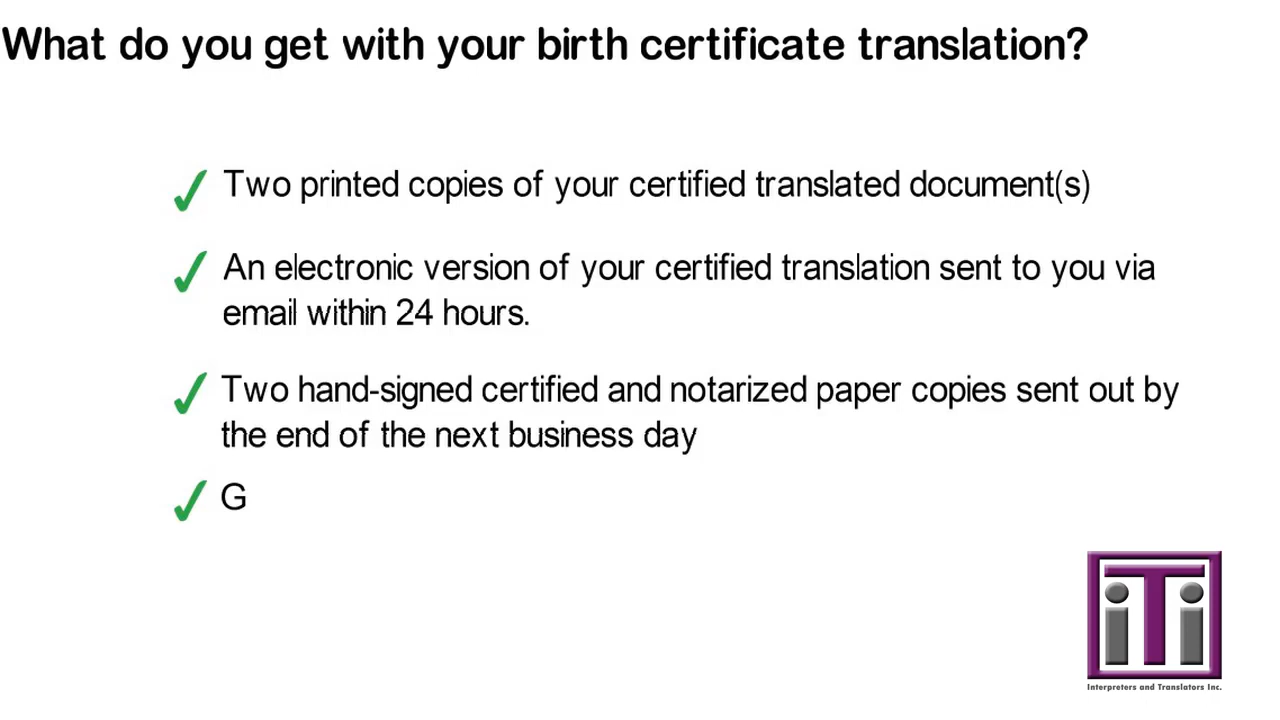 What do you get with your birth certificate translation?
Two printed copies of your certified translated document(s)
An electronic version of your certified translation sent to you via
email within 24 hours.
Two hand-signed certified and notarized paper copies sent out by
the end of the next business day
G
iTi
Interpreters and Translators Inc.